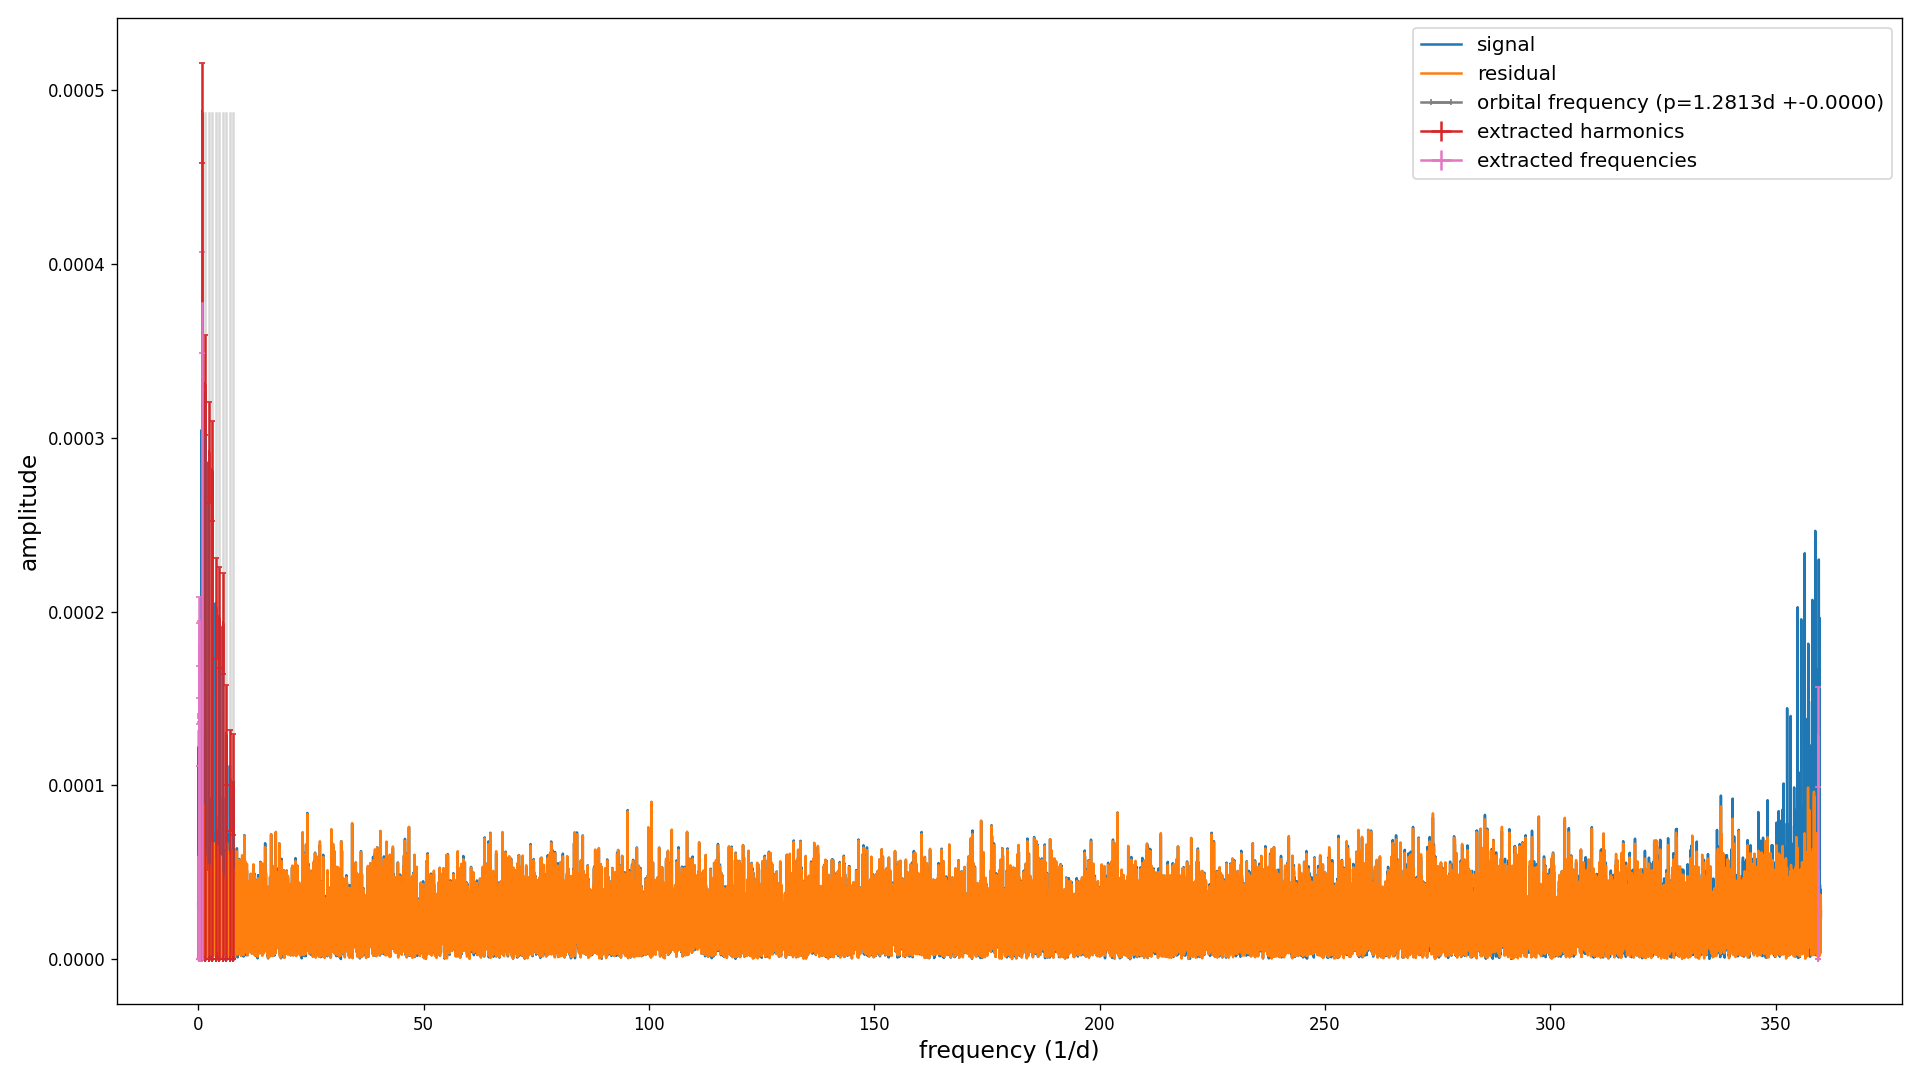 signal
residual
orbital frequency (p=1.2813d +-0.0000)
extracted harmonics
extracted frequencies
0.0005
0.0004
0.0003
0.0002
0.0001
0.0000
amplitude
0
50
100
150
200
250
300
350
frequency (1/d)